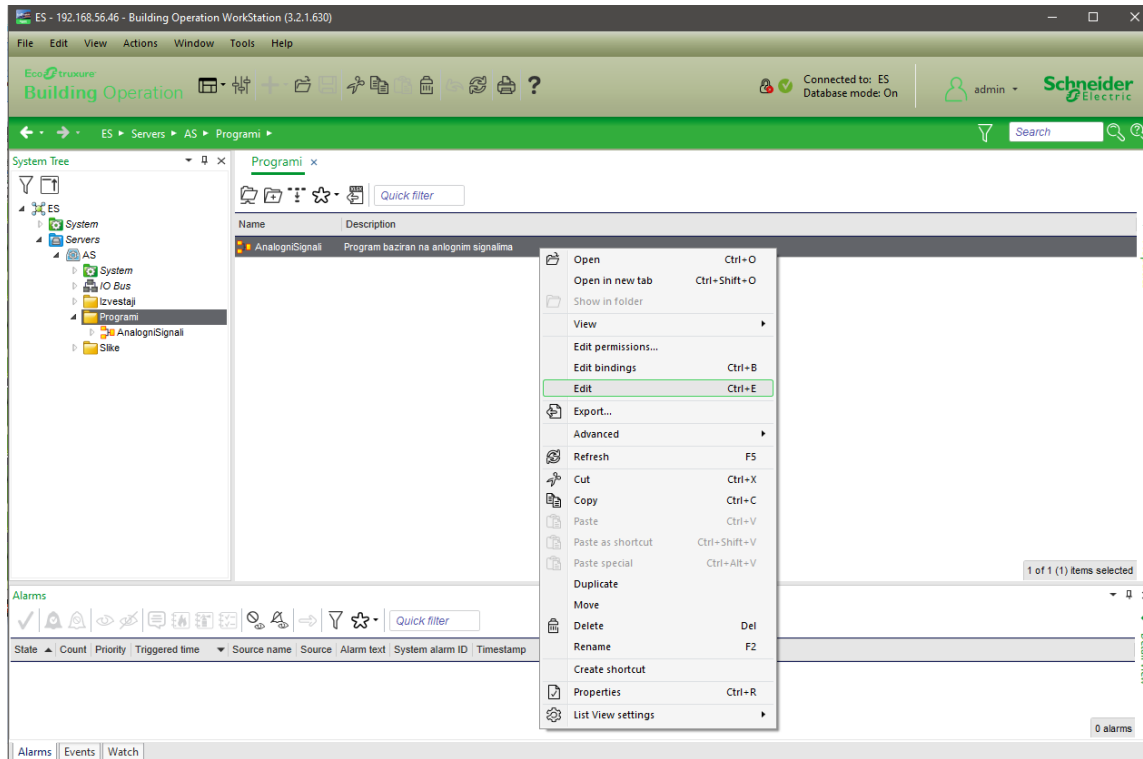 ES - 192.168.56.46 - Building Operation WorkStation (3.2.1.630)
File Edit View Actions Window Tools Help
EcoStruxure
Building Operation
Connected to: ES
Database mode: On
admin
Schneider
Electric
ES ▸ Servers ▸ AS ▸ Programi ▸
Search
System Tree
ES
System
Servers
AS
System
IO Bus
Izvestaji
Programi
AnalogniSignali
Slike
Programi
Quick filter
Name Description
AnalogniSignali Program baziran na anlognim signalima
Open Ctrl+O
Open in new tab Ctrl+Shift+O
Show in folder
View
Edit permissions...
Edit bindings Ctrl+B
Edit Ctrl+E
Export...
Advanced
Refresh F5
Cut Ctrl+X
Copy Ctrl+C
Paste Ctrl+V
Paste as shortcut Ctrl+Shift+V
Paste special Ctrl+Alt+V
Duplicate
Move
Delete Del
Rename F2
Create shortcut
Properties Ctrl+R
List View settings
1 of 1 (1) items selected
Alarms
Quick filter
State Count Priority Triggered time Source name Source Alarm text System alarm ID Timestamp
0 alarms
Alarms Events Watch